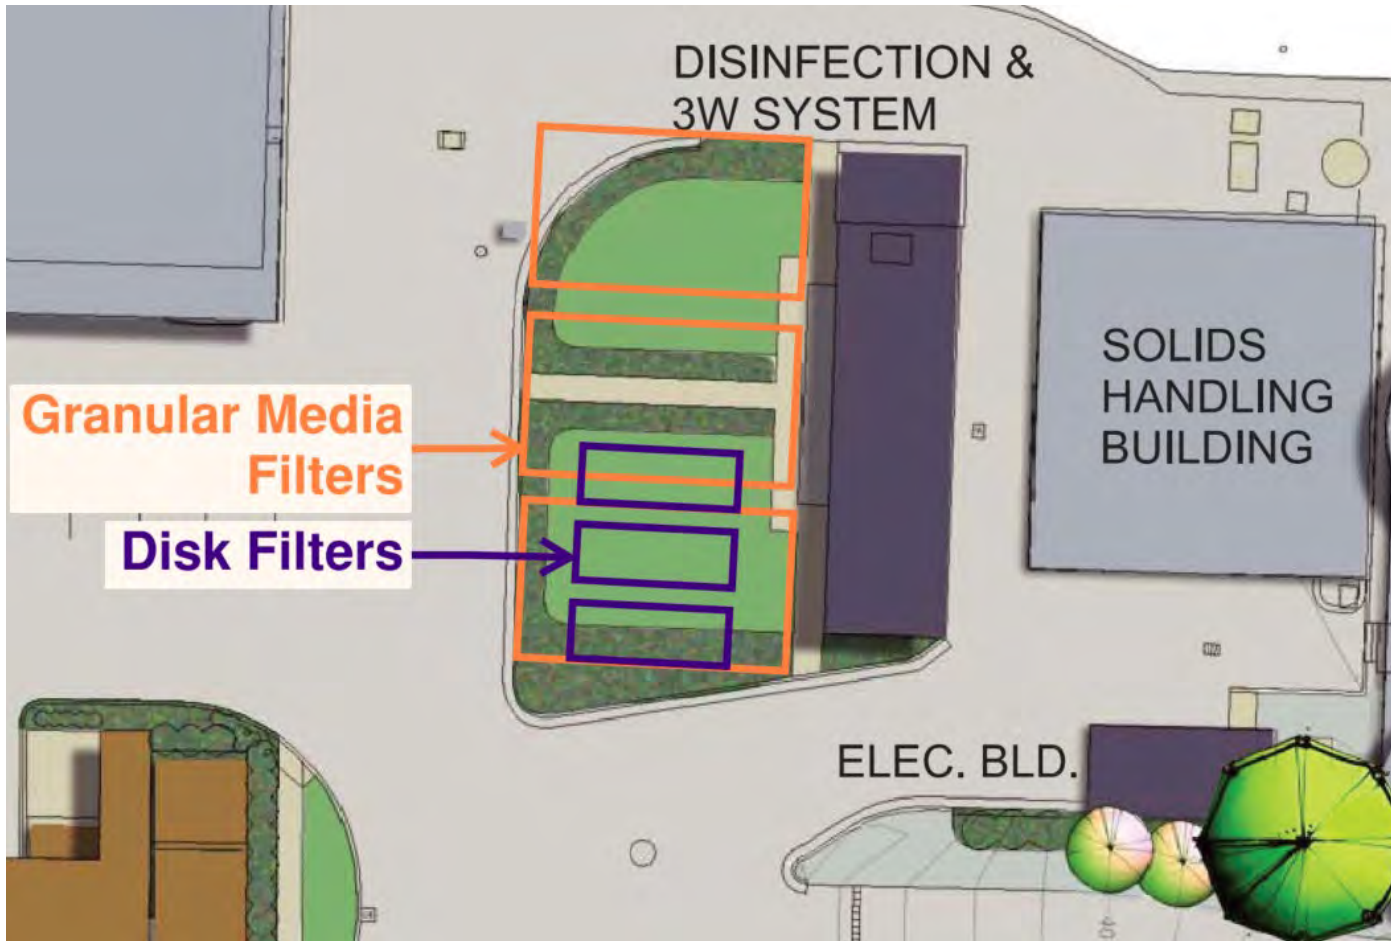 DISINFECTION &
3W SYSTEM
SOLIDS
HANDLING
BUILDING
Granular Media
Filters
Disk Filters
ELEC. BLD.